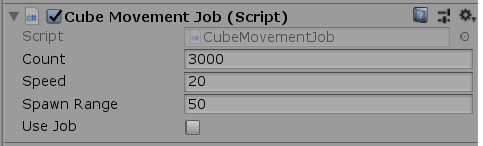 Cube Movement Job (Script)
Script CubeMovementJob
Count 3000
Speed 20
Spawn Range 50
Use Job